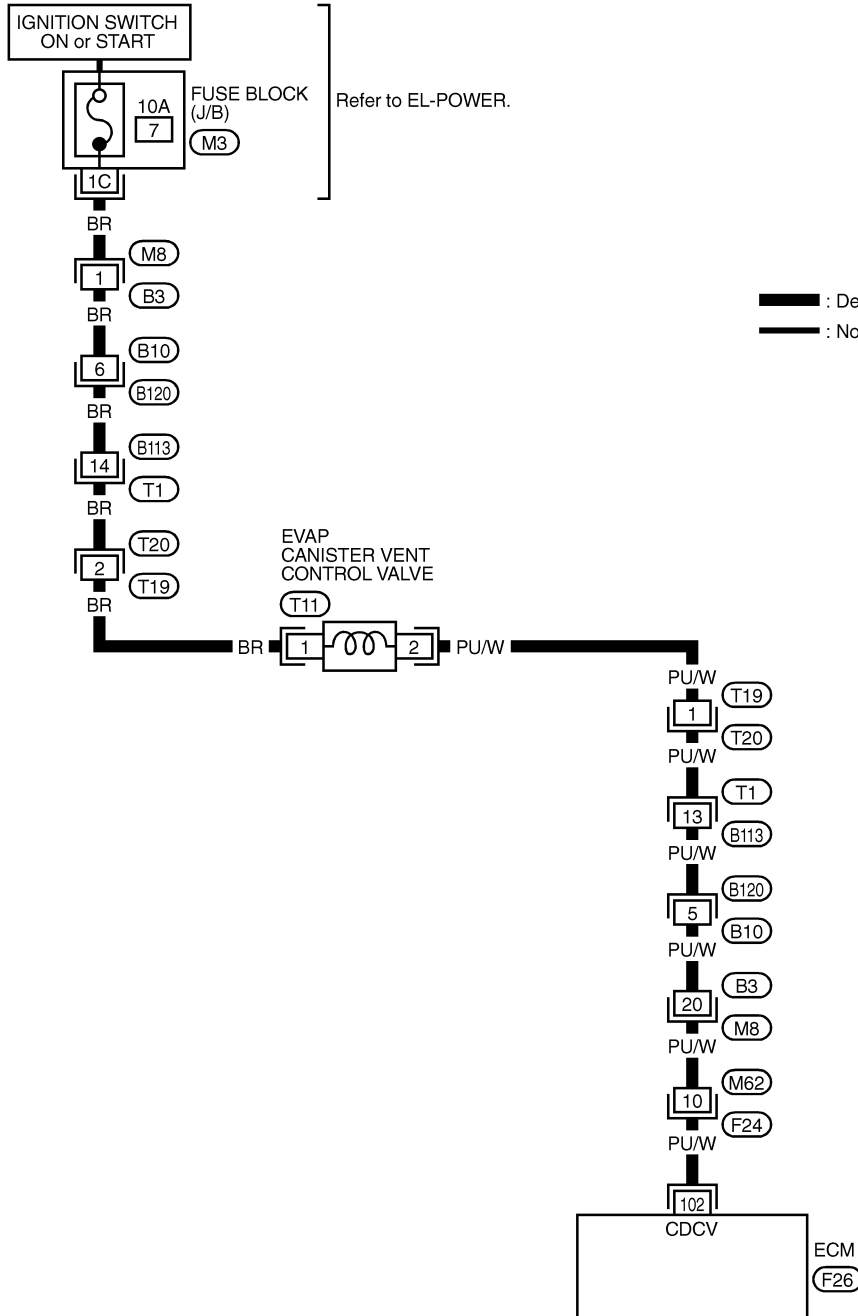 IGNITION SWITCH
ON or START
10A
7
FUSE BLOCK
(J/B)
M3
Refer to EL-POWER.
1C
BR
M8
1
B3
BR
B10
6
B120
BR
B113
14
T1
BR
T20
2
T19
BR
: De
: No
EVAP
CANISTER VENT
CONTROL VALVE
T11
BR 1 2 PU/W
PU/W
T19
1
T20
PU/W
T1
13
B113
PU/W
B120
5
B10
PU/W
B3
20
M8
PU/W
M62
10
F24
PU/W
102
CDCV
ECM
F26